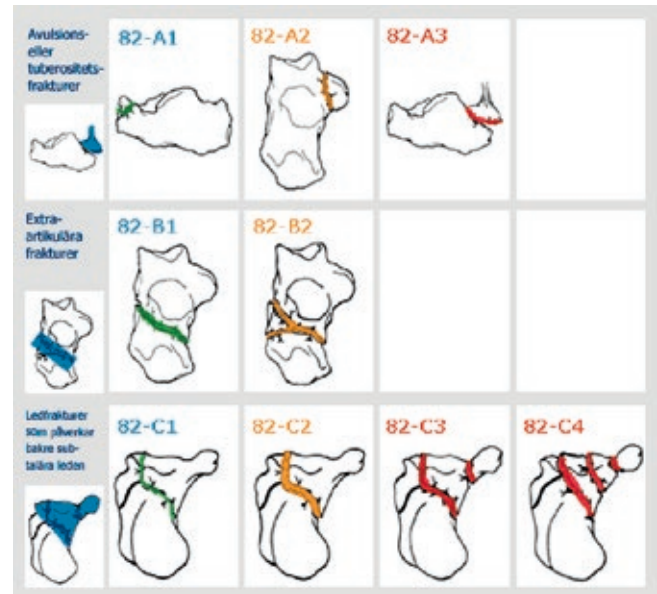 Avulsions-
eller
tuberositets-
frakturer
82-A1
82-A2
82-A3
Extra-
artikulära
frakturer
82-B1
82-B2
Ledfrakturer
som påverkar
bakre sub-
talära leden
82-C1
82-C2
82-C3
82-C4